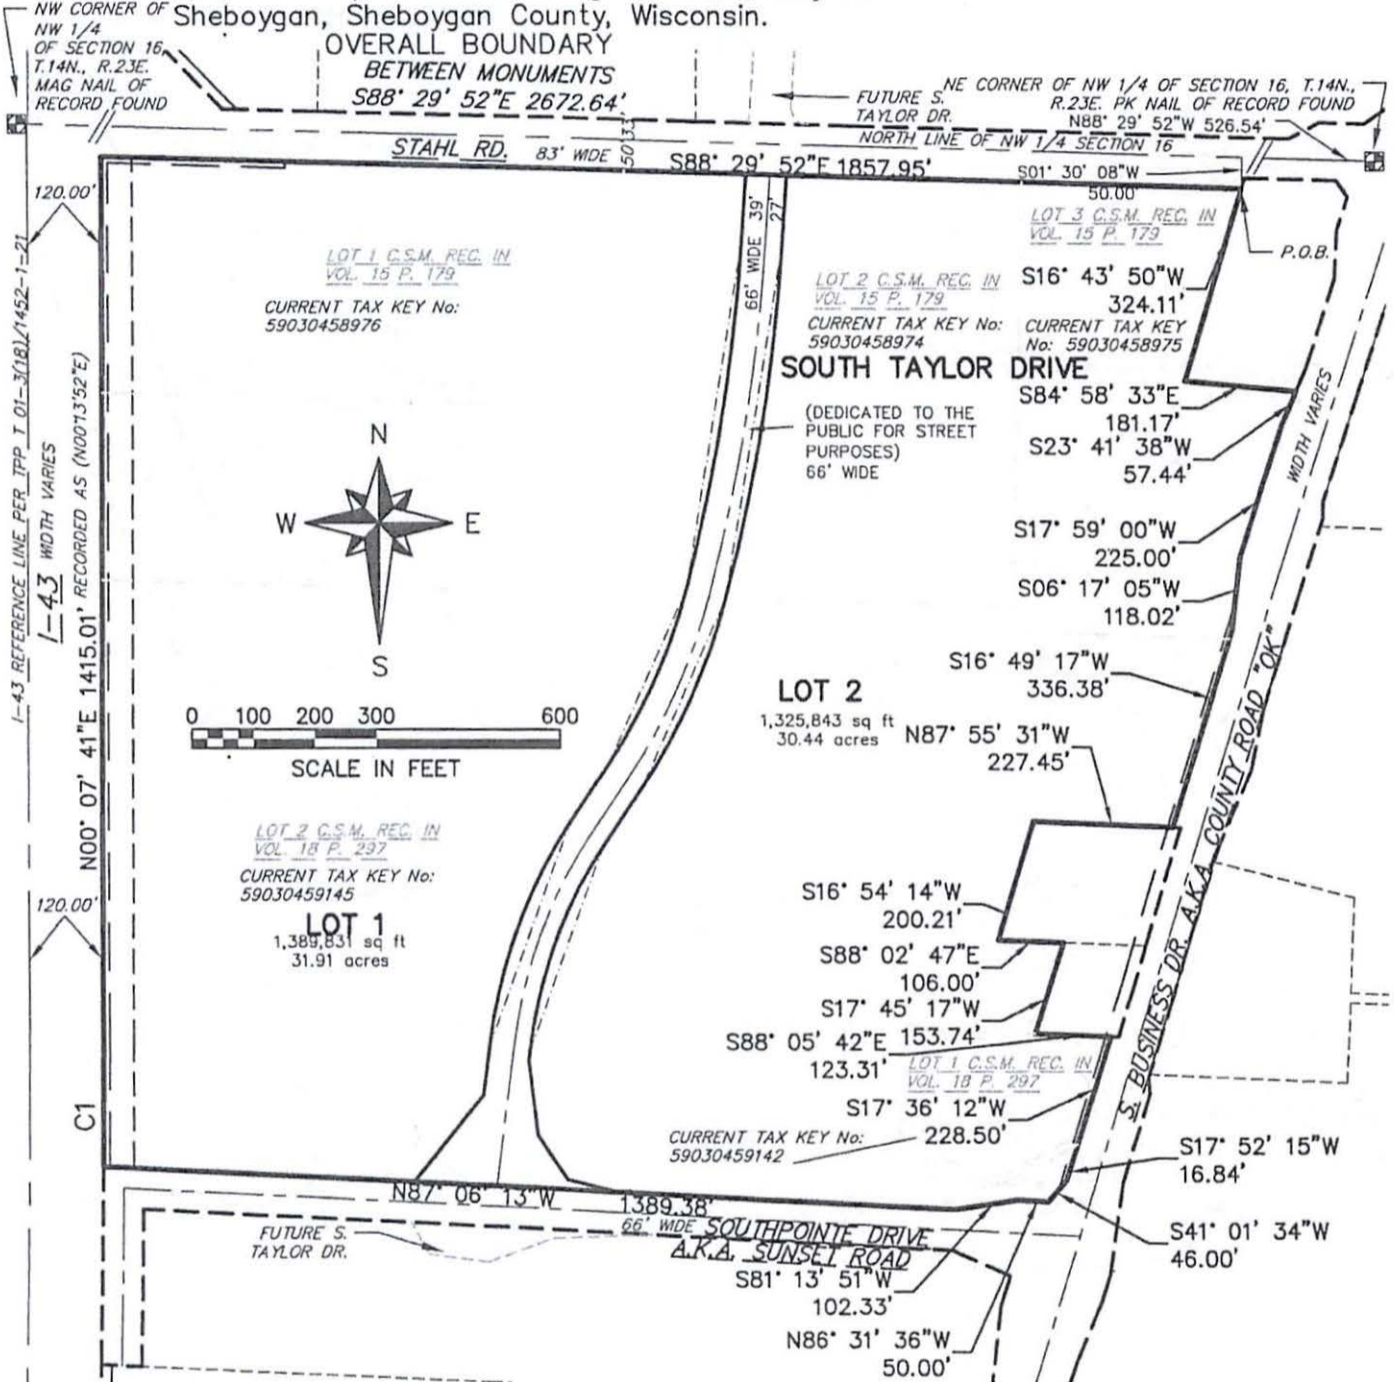 NW CORNER OF
NW 1/4
OF SECTION 16,
T.14N., R.23E.
MAG NAIL OF
RECORD FOUND
Sheboygan, Sheboygan County, Wisconsin.
OVERALL BOUNDARY
BETWEEN MONUMENTS
S88° 29' 52"E 2672.64'
FUTURE S.
TAYLOR DR.
NE CORNER OF NW 1/4 OF SECTION 16, T.14N.,
R.23E. PK NAIL OF RECORD FOUND
N88° 29' 52"W 526.54'
NORTH LINE OF NW 1/4 SECTION 16
STAHL RD. 83' WIDE
50'
33'
S88° 29' 52"E 1857.95'
S01° 30' 08"W
50.00'
120.00'
LOT 3 C.S.M. REC. IN
VOL. 15 P. 179
P.O.B.
LOT 1 C.S.M. REC. IN
VOL. 15 P. 179
CURRENT TAX KEY No:
59030458976
66' WIDE 39'
27'
LOT 2 C.S.M. REC. IN
VOL. 15 P. 179
CURRENT TAX KEY No:
59030458974
S16° 43' 50"W
324.11'
CURRENT TAX KEY
No: 59030458975
SOUTH TAYLOR DRIVE
(DEDICATED TO THE
PUBLIC FOR STREET
PURPOSES)
66' WIDE
S84° 58' 33"E
181.17'
S23° 41' 38"W
57.44'
WIDTH VARIES
I-43 REFERENCE LINE PER TPP T 01-3(18)/1452-1-21
I-43 WIDTH VARIES
N00° 07' 41"E 1415.01' RECORDED AS (N00°13'52"E)
N
W
E
S
S17° 59' 00"W
225.00'
S06° 17' 05"W
118.02'
S16° 49' 17"W
336.38'
LOT 2
1,325,843 sq ft
30.44 acres
N87° 55' 31"W
227.45'
0 100 200 300 600
SCALE IN FEET
LOT 2 C.S.M. REC. IN
VOL. 18 P. 297
CURRENT TAX KEY No:
59030459145
LOT 1
1,389,831 sq ft
31.91 acres
120.00'
S16° 54' 14"W
200.21'
S88° 02' 47"E
106.00'
S17° 45' 17"W
153.74'
S88° 05' 42"E
123.31'
LOT 1 C.S.M. REC. IN
VOL. 18 P. 297
S17° 36' 12"W
228.50'
CURRENT TAX KEY No:
59030459142
S. BUSINESS DR. A.K.A. COUNTY ROAD "OK"
C1
S17° 52' 15"W
16.84'
N87° 06' 13"W 1389.38'
66' WIDE SOUTHPOINTE DRIVE
A.K.A. SUNSET ROAD
FUTURE S.
TAYLOR DR.
S41° 01' 34"W
46.00'
S81° 13' 51"W
102.33'
N86° 31' 36"W
50.00'